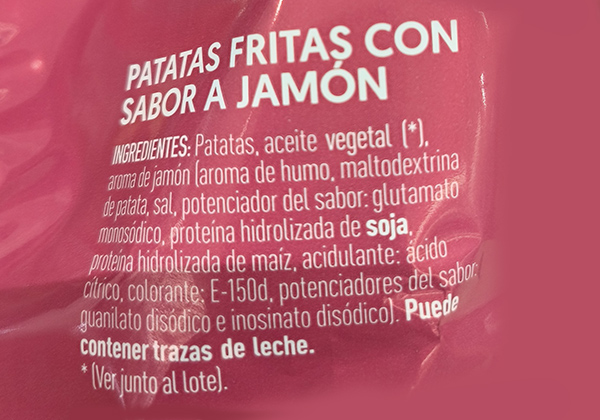 PATATAS FRITAS CON
SABOR A JAMÓN
INGREDIENTES: Patatas, aceite vegetal (*),
aroma de jamón (aroma de humo, maltodextrina
de patata, sal, potenciador del sabor: glutamato
monosódico, proteína hidrolizada de soja,
proteína hidrolizada de maíz, acidulante: ácido
cítrico, colorante: E-150d, potenciadores del sabor:
guanilato disódico e inosinato disódico). Puede
contener trazas de leche.
* (Ver junto al lote).